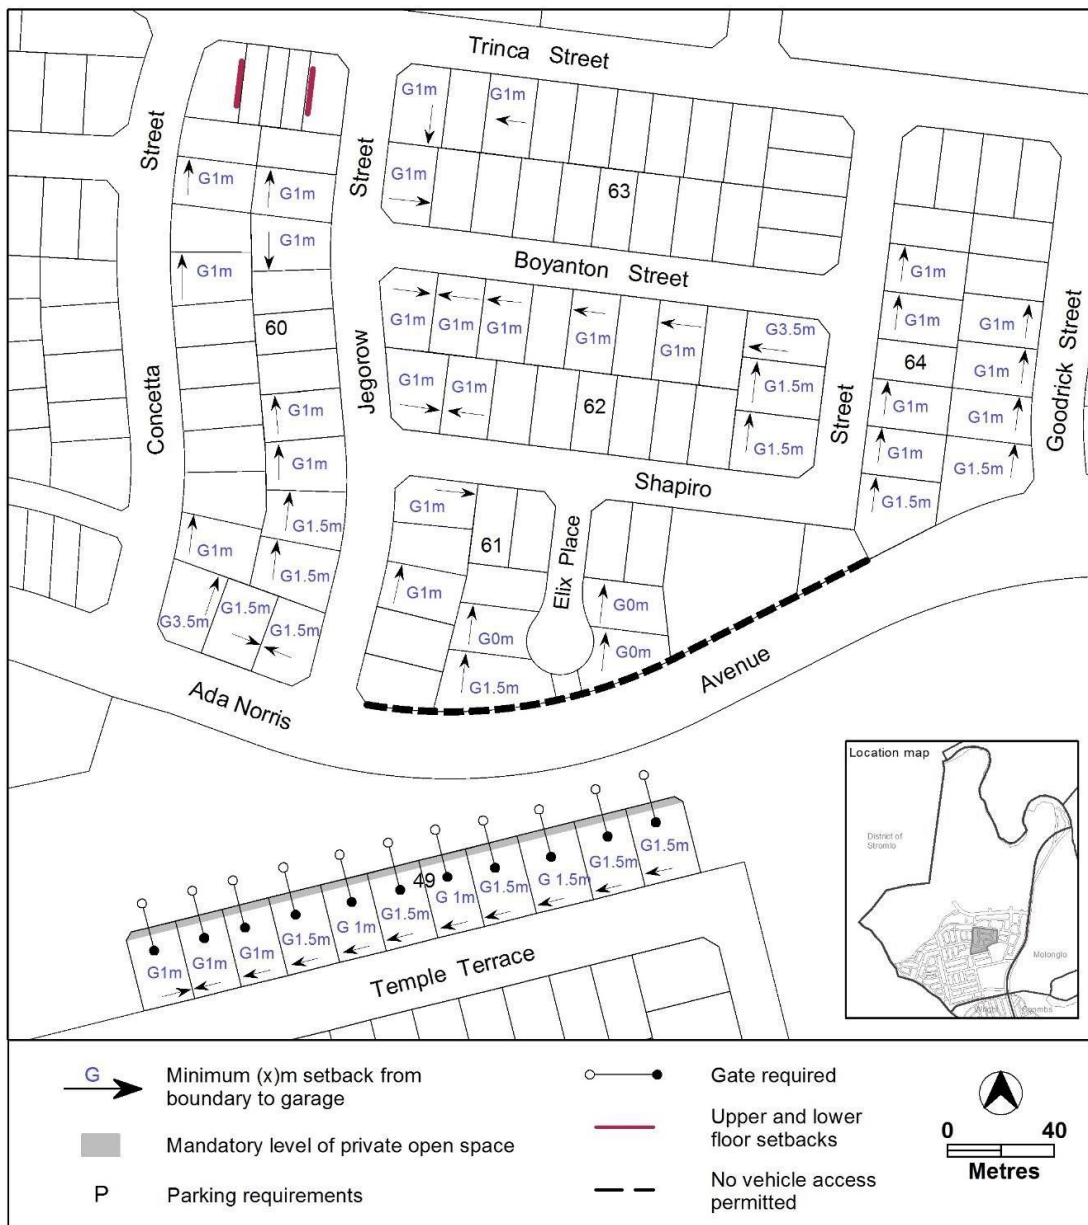 Trinca Street
G1m
G1m
Street
Street
G1m
63
G1m
G1m
G1m
Boyanton Street
G1m
G1m
G1m
G1m
G1m
G1m
G3.5m
G1m
G1m
G1m
60
64
Jegorow
Goodrick Street
G1m
G1m
G1.5m
62
G1m
G1m
G1m
Concetta
G1.5m
Street
G1m
G1.5m
G1m
Shapiro
G1m
G1.5m
G1.5m
G1m
61
Elix Place
G1m
G1.5m
G1m
G0m
G3.5m
G1.5m
G1.5m
G0m
G0m
G1.5m
Ada Norris
Avenue
Location map
District of
Stromlo
Molonglo
Wright
Coombs
G1.5m
G1.5m
G 1.5m
G1.5m
G 1m
49
G1.5m
G 1m
G1.5m
G1m
G1m
G1m
Temple Terrace
G
Minimum (x)m setback from
boundary to garage
Gate required
Mandatory level of private open space
Upper and lower
floor setbacks
P
Parking requirements
No vehicle access
permitted
0 40
Metres